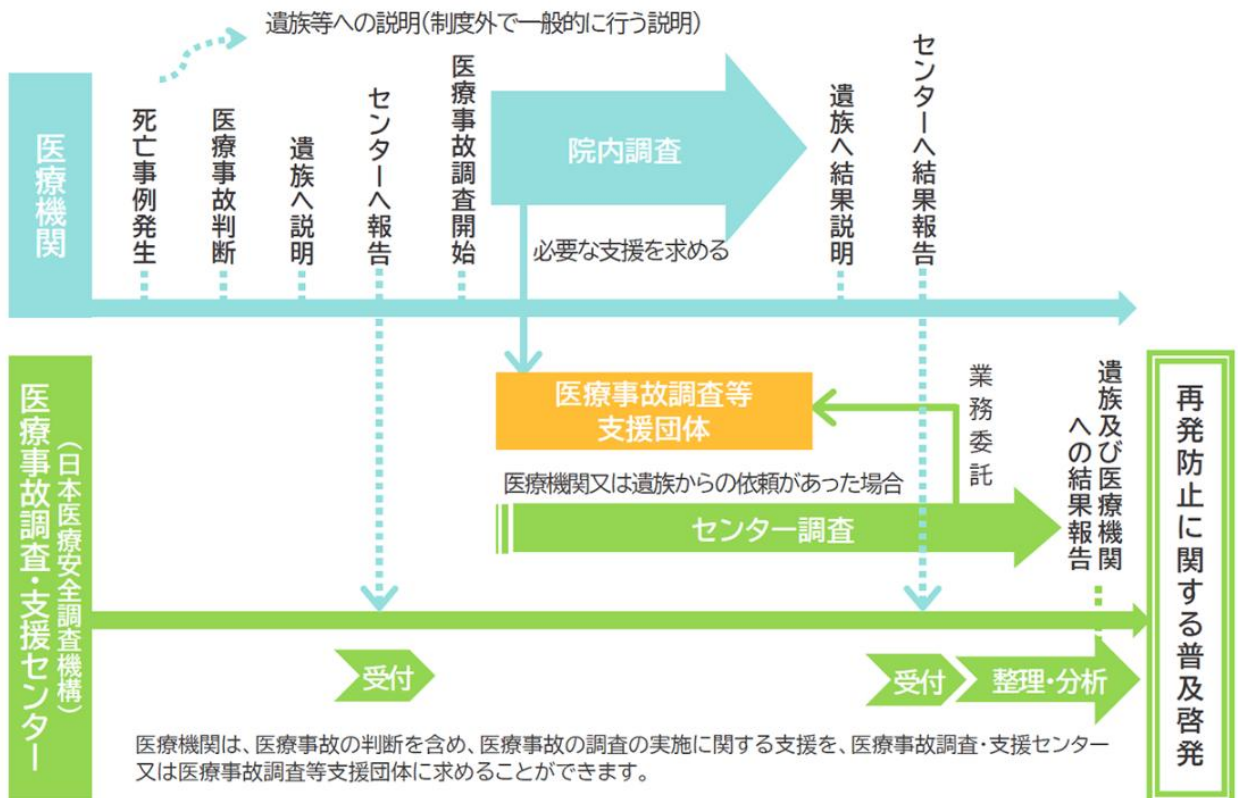 遺族等への説明(制度外で一般的に行う説明)
医療機関
死亡事例発生
医療事故判断
遺族へ説明
センターへ報告
医療事故調査開始
院内調査
必要な支援を求める
遺族へ結果説明
センターへ結果報告
医療事故調査・支援センター
(日本医療安全調査機構)
医療事故調査等
支援団体
業務委託
医療機関又は遺族からの依頼があった場合
センター調査
遺族及び医療機関
への結果報告
受付
受付
整理・分析
再発防止に関する普及啓発
医療機関は、医療事故の判断を含め、医療事故の調査の実施に関する支援を、医療事故調査・支援センター
又は医療事故調査等支援団体に求めることができます。